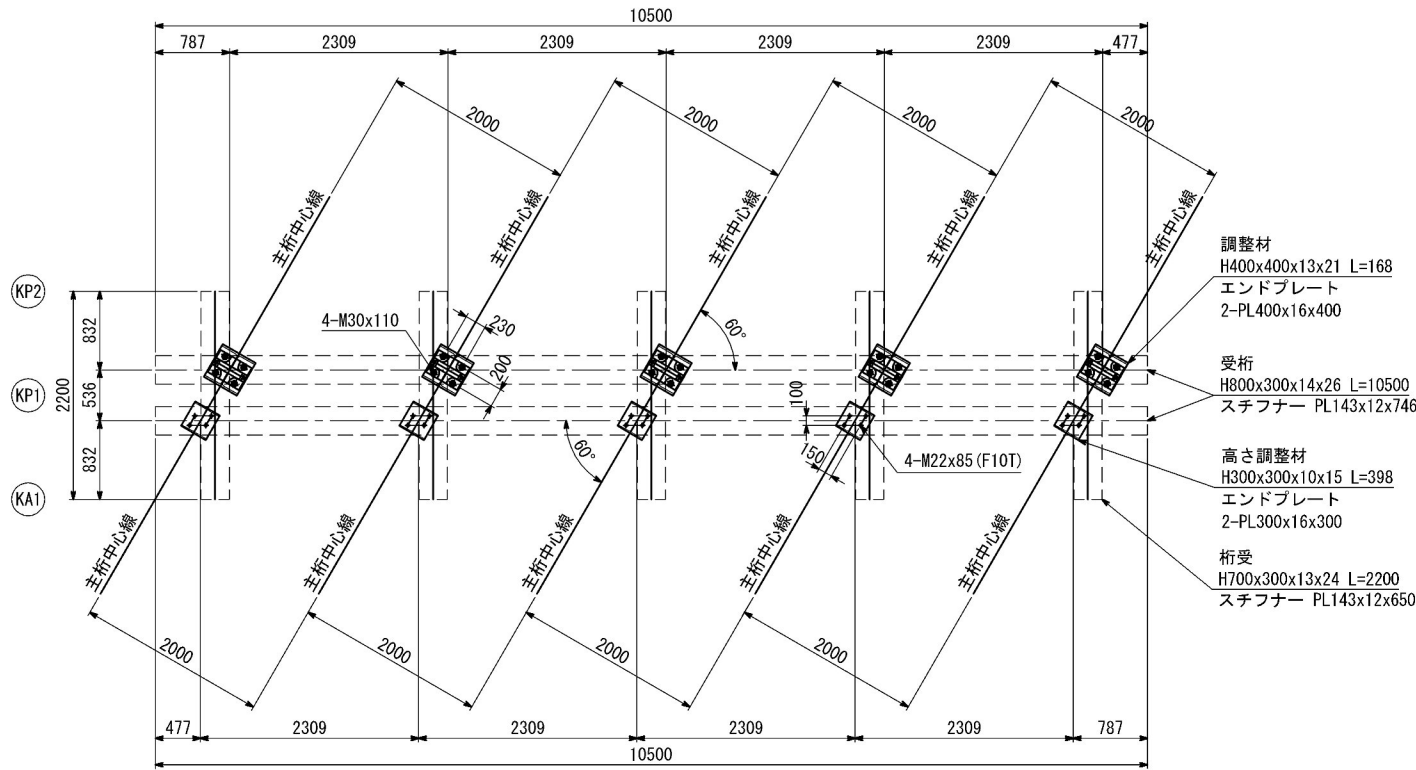 10500
787
2309
2309
2309
2309
477
2000
2000
2000
2000
主桁中心線
主桁中心線
主桁中心線
主桁中心線
主桁中心線
調整材
H400x400x13x21 L=168
エンドプレート
2-PL400x16x400
KP2
832
4-M30x110
230
60°
200
受桁
H800x300x14x26 L=10500
スチフナー PL143x12x746
2200
KP1
536
100
高さ調整材
H300x300x10x15 L=398
エンドプレート
2-PL300x16x300
60°
150
4-M22x85(F10T)
832
KA1
桁受
H700x300x13x24 L=2200
スチフナー PL143x12x650
主桁中心線
主桁中心線
主桁中心線
主桁中心線
主桁中心線
2000
2000
2000
2000
477
2309
2309
2309
2309
787
10500